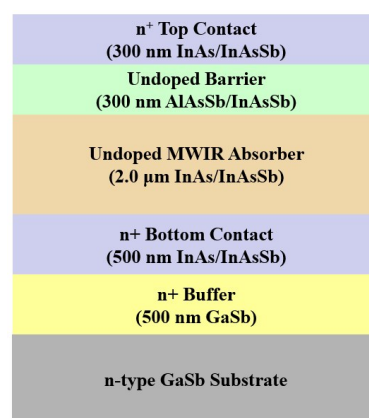 n⁺ Top Contact
(300 nm InAs/InAsSb)
Undoped Barrier
(300 nm AlAsSb/InAsSb)
Undoped MWIR Absorber
(2.0 μm InAs/InAsSb)
n+ Bottom Contact
(500 nm InAs/InAsSb)
n+ Buffer
(500 nm GaSb)
n-type GaSb Substrate